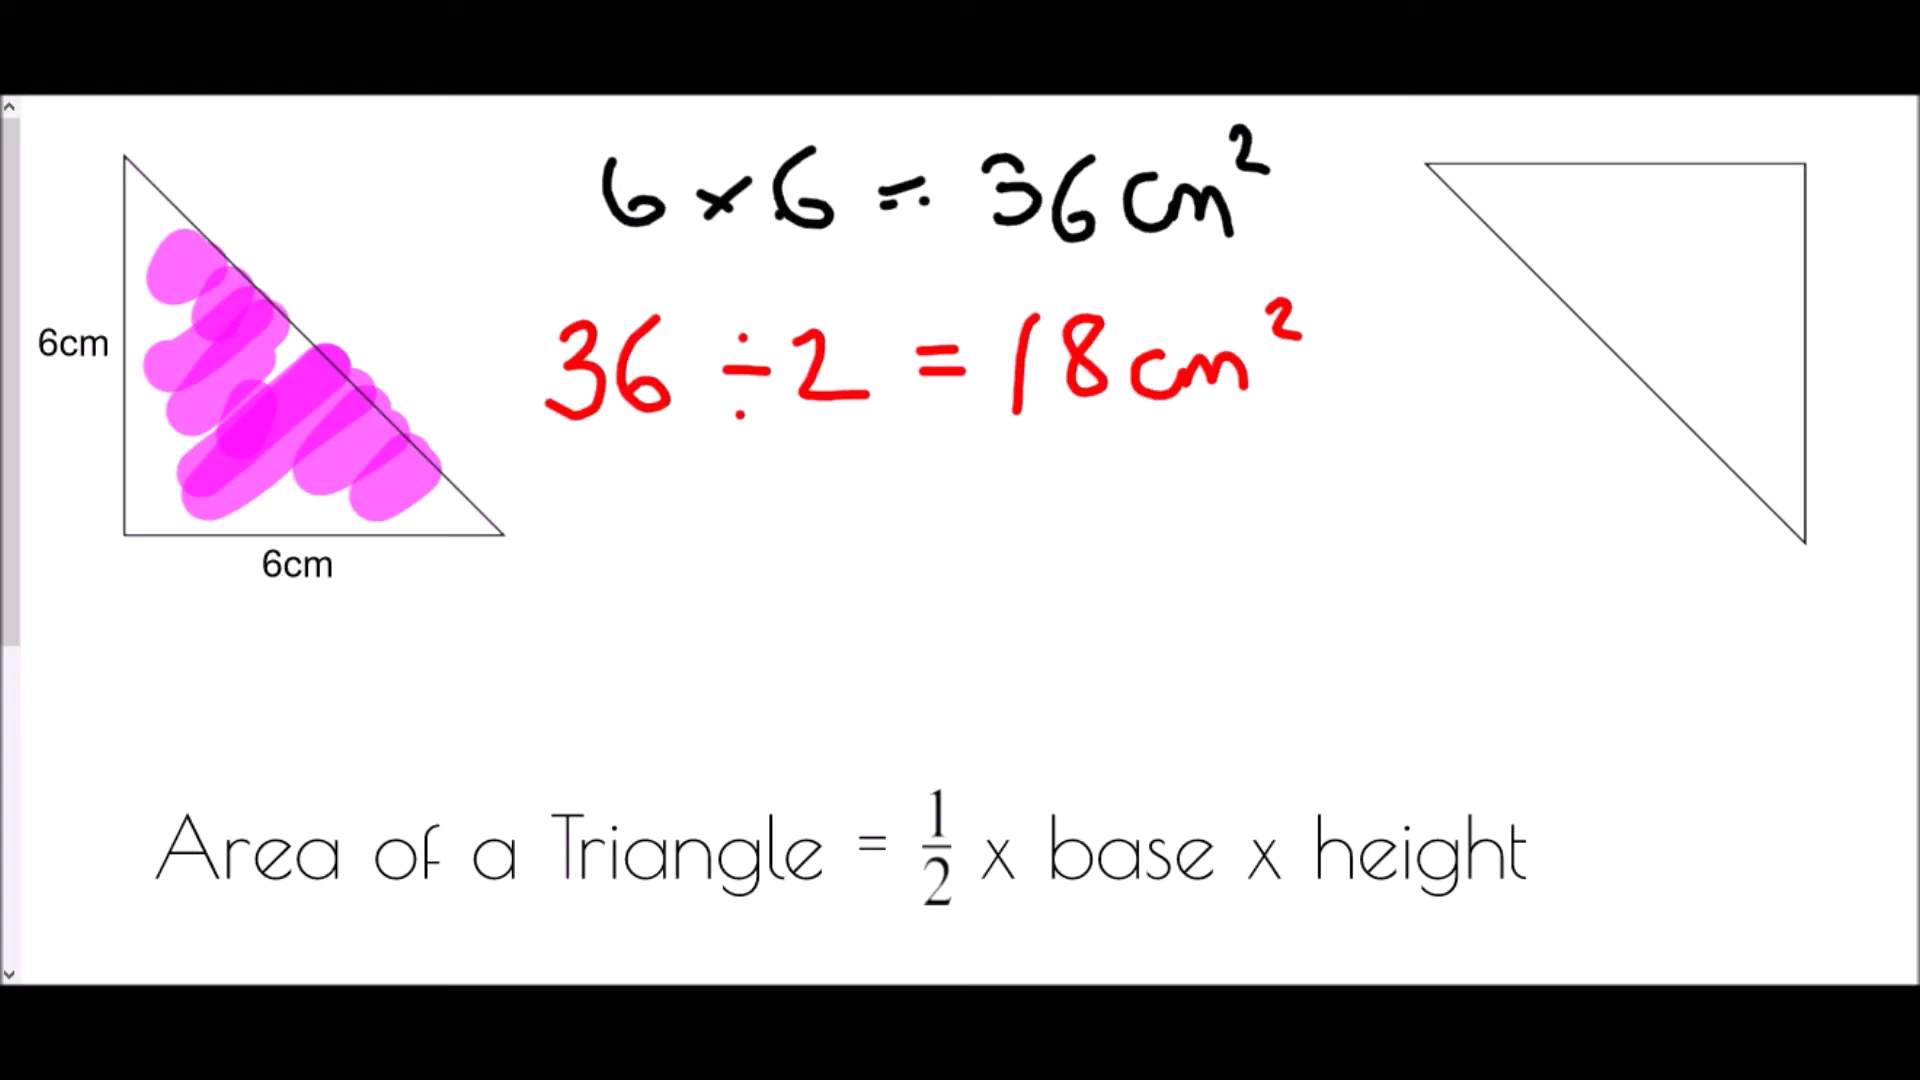 6 × 6 = 36 cm²
36 ÷ 2 = 18 cm²
6cm
6cm
Area of a Triangle = 1/2 x base x height